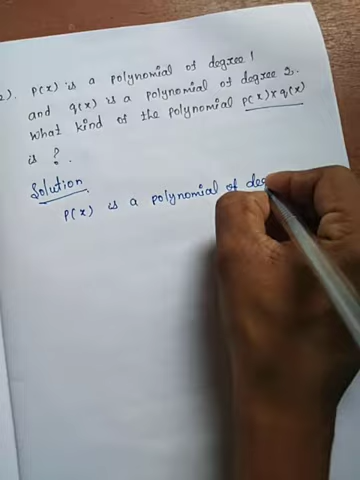 2). P(x) is a polynomial of degree 1
and q(x) is a polynomial of degree 2.
What kind of the polynomial P(x) x q(x)
is ?.
Solution
P(x) is a polynomial of deg